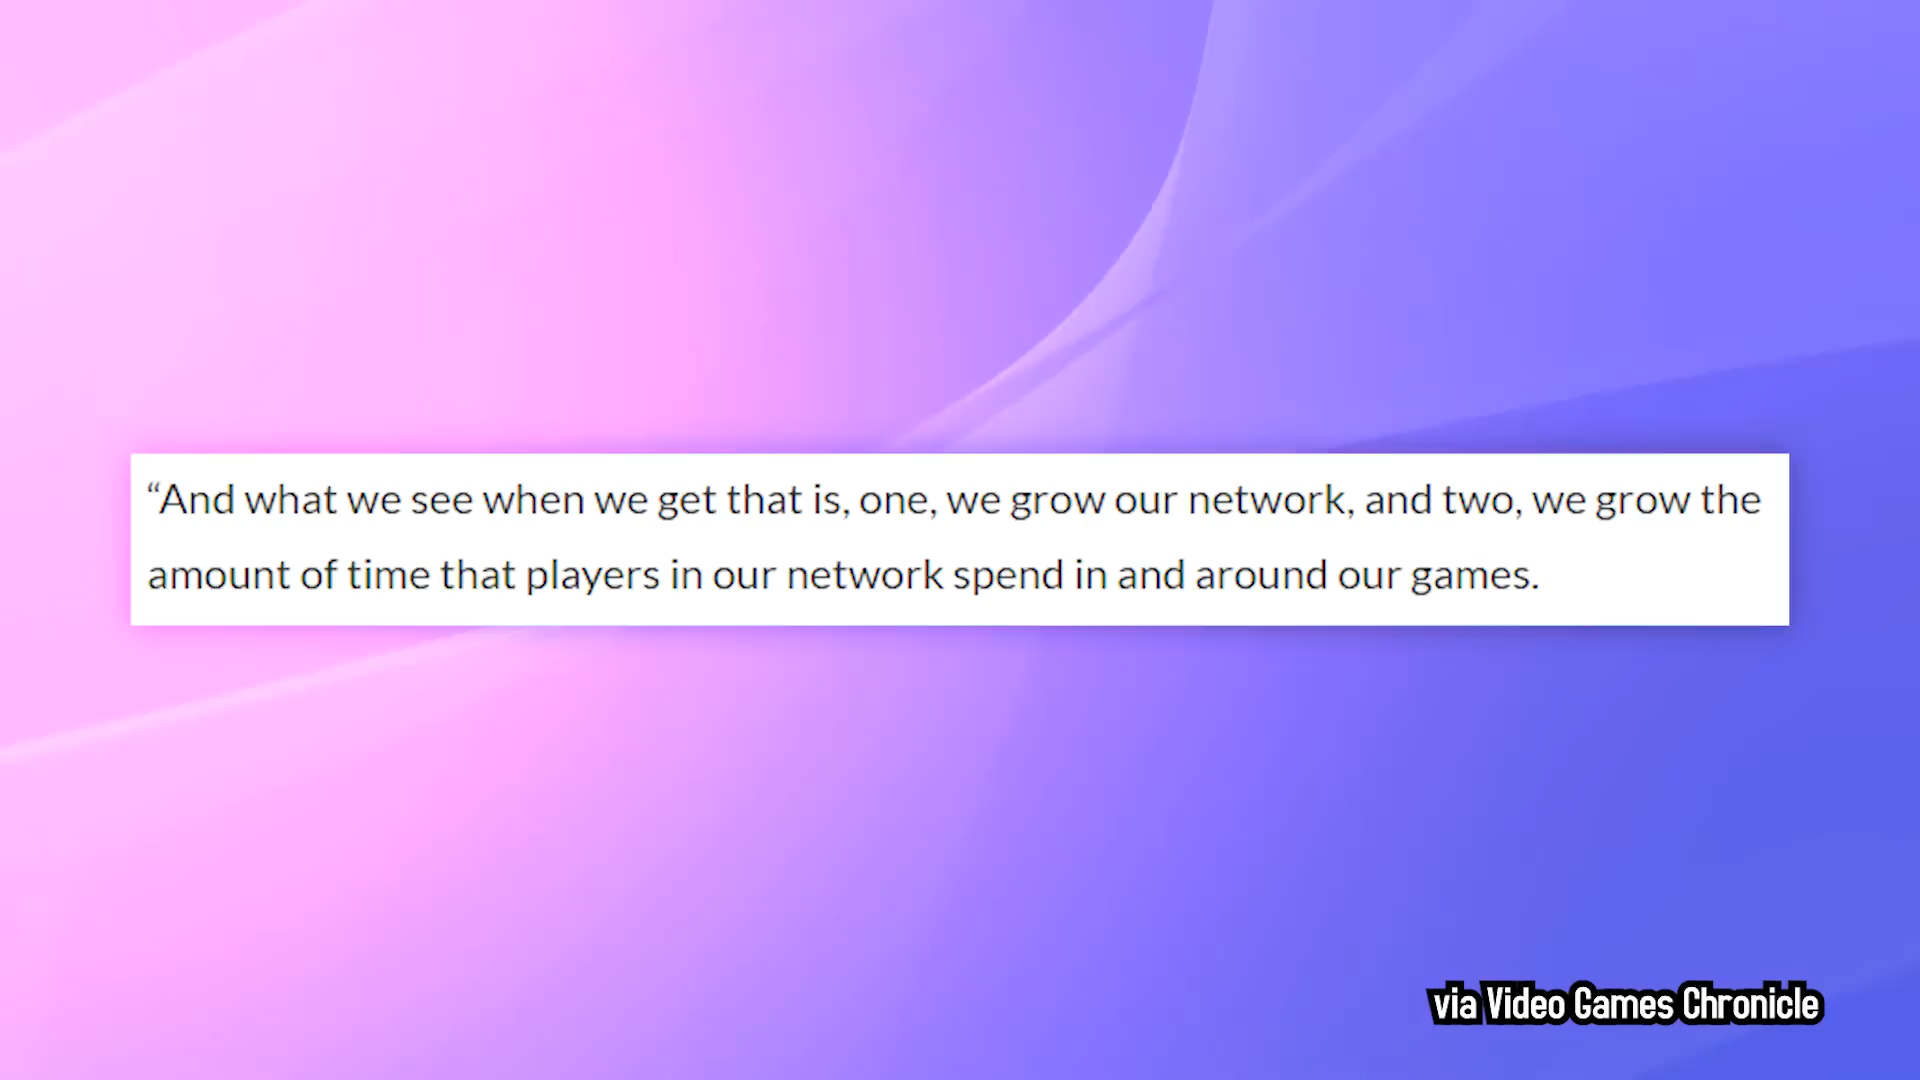 “And what we see when we get that is, one, we grow our network, and two, we grow the
amount of time that players in our network spend in and around our games.
via Video Games Chronicle